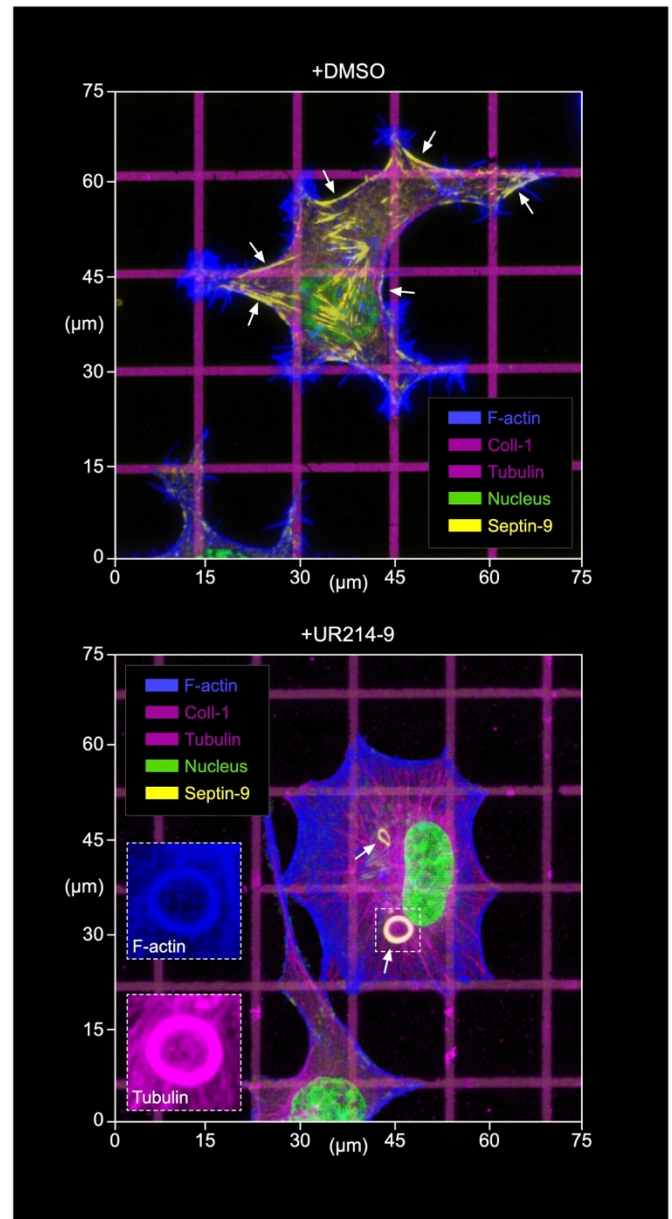 +DMSO
75
60
45
(µm)
30
15
0
0 15 30 (µm) 45 60 75
F-actin
Coll-1
Tubulin
Nucleus
Septin-9
+UR214-9
75
60
45
(µm)
30
15
0
0 15 30 (µm) 45 60 75
F-actin
Coll-1
Tubulin
Nucleus
Septin-9
F-actin
Tubulin